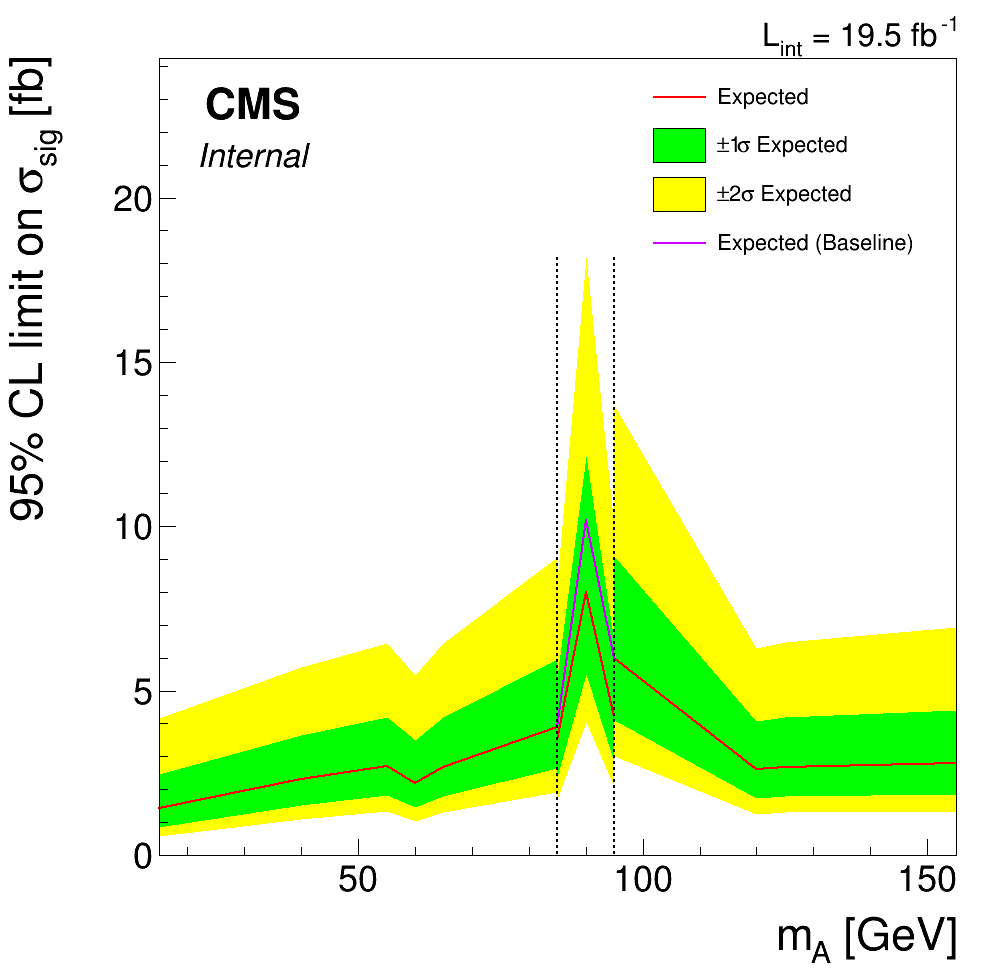 L_int = 19.5 fb^-1
95% CL limit on σ_sig [fb]
CMS
Internal
Expected
±1σ Expected
±2σ Expected
Expected (Baseline)
20
15
10
5
0
50 100 150
m_A [GeV]